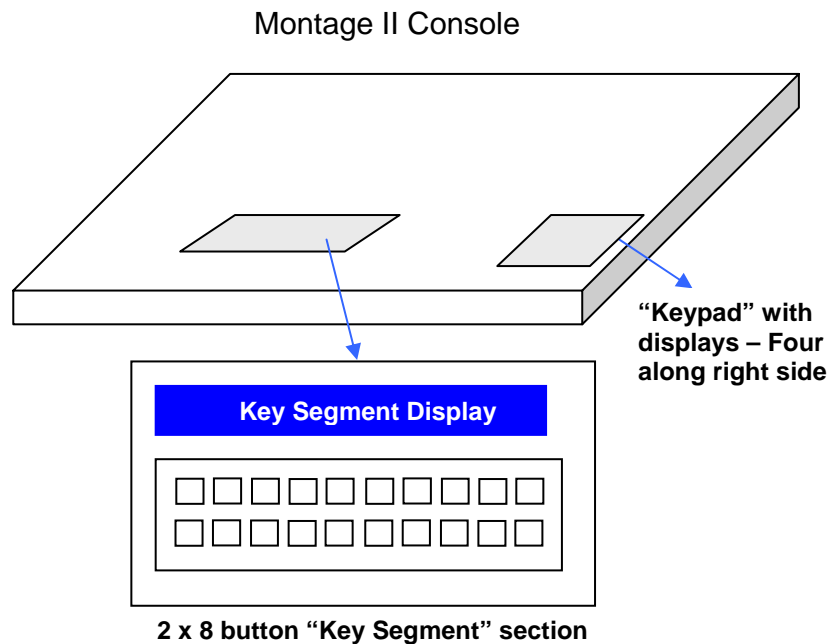 Montage II Console
“Keypad” with
displays – Four
along right side
Key Segment Display
2 x 8 button “Key Segment” section